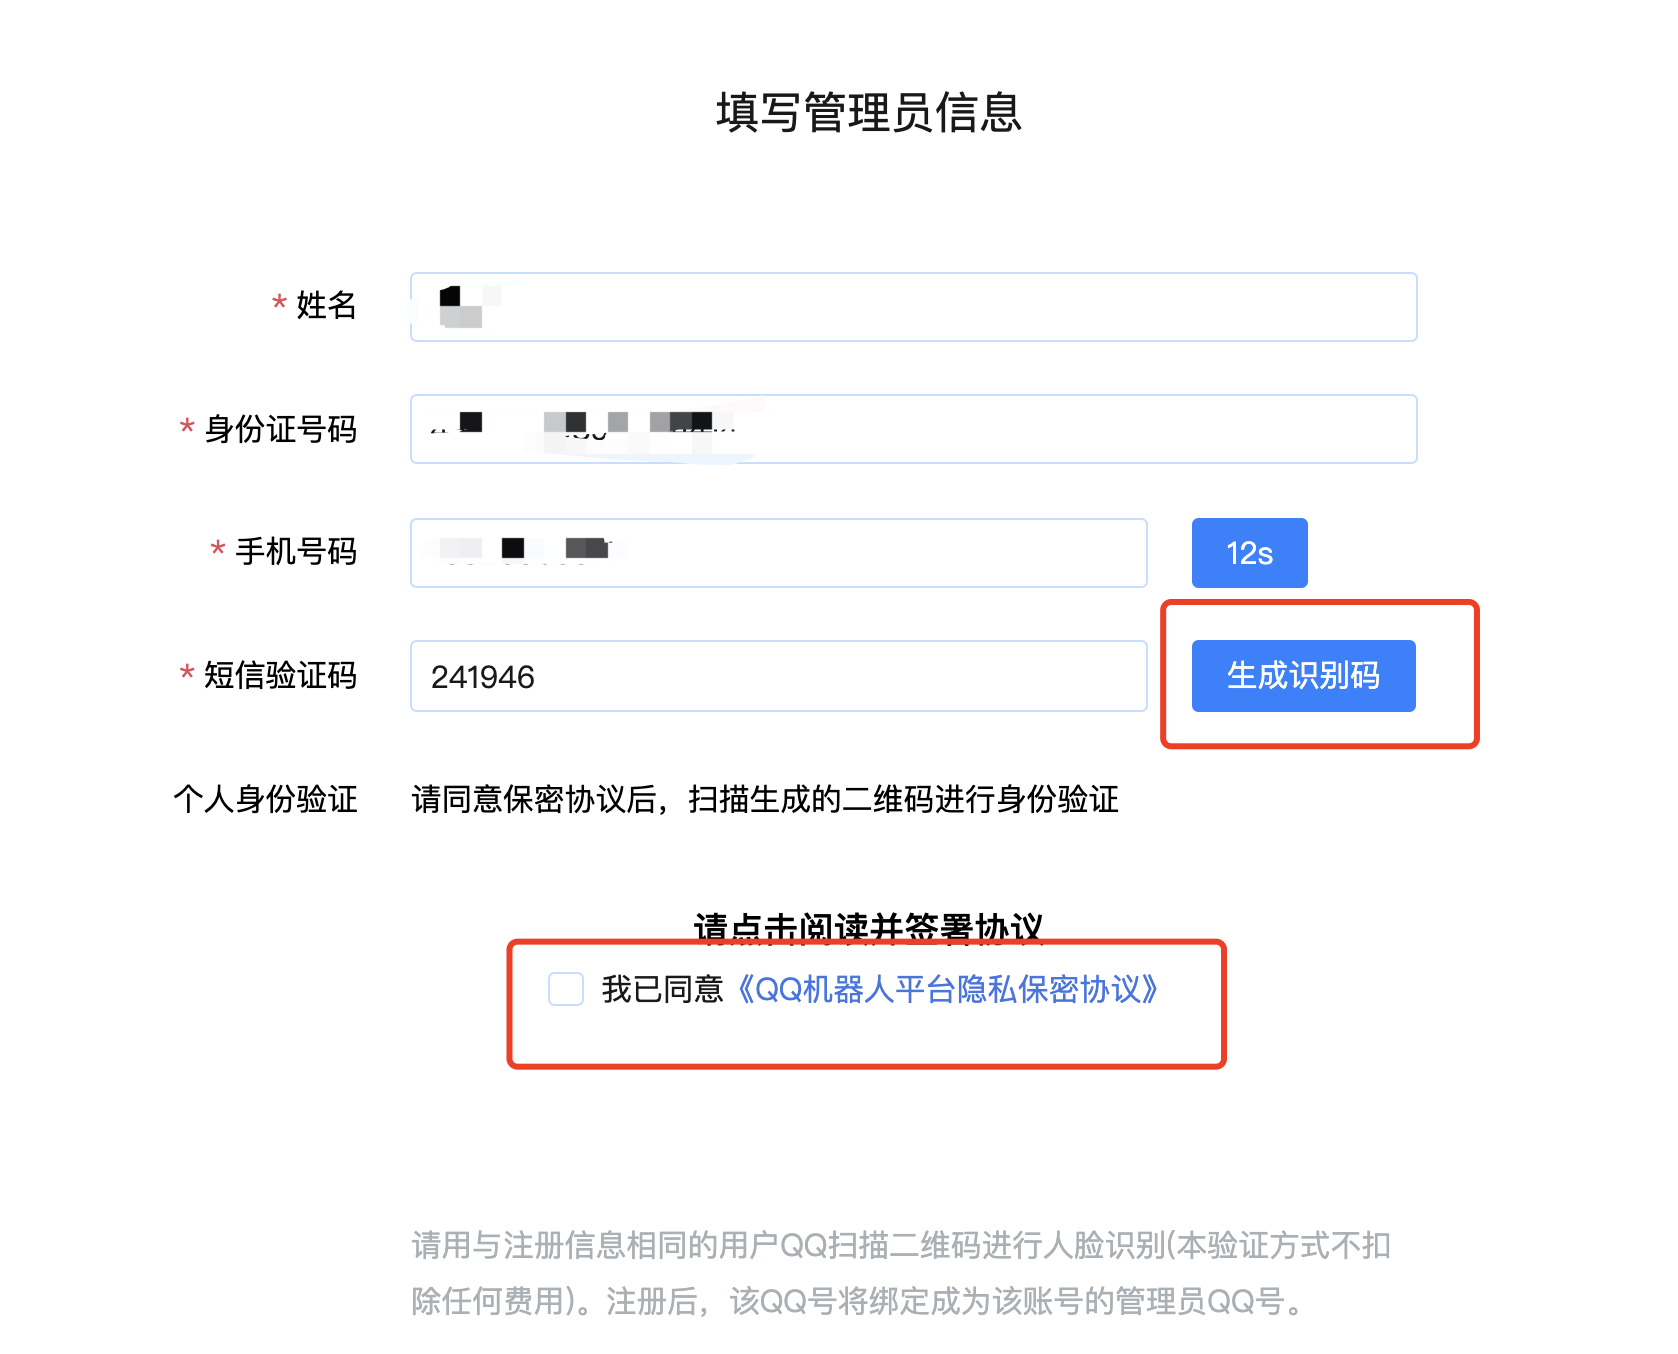 填写管理员信息
* 姓名
* 身份证号码
* 手机号码
12s
* 短信验证码
241946
生成识别码
个人身份验证
请同意保密协议后，扫描生成的二维码进行身份验证
请点击阅读并签署协议
我已同意《QQ机器人平台隐私保密协议》
请用与注册信息相同的用户QQ扫描二维码进行人脸识别(本验证方式不扣
除任何费用)。注册后，该QQ号将绑定成为该账号的管理员QQ号。